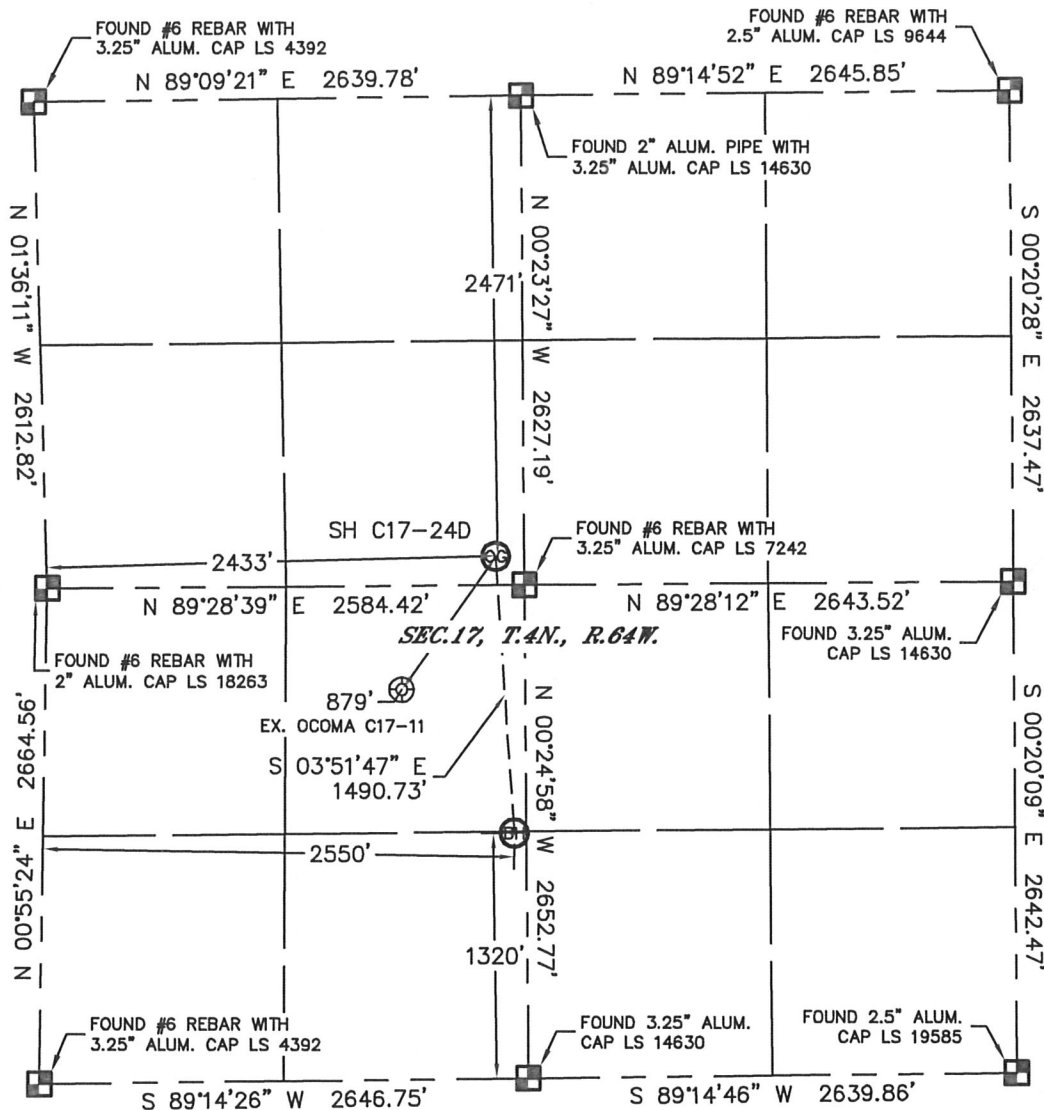 FOUND #6 REBAR WITH
3.25" ALUM. CAP LS 4392
FOUND #6 REBAR WITH
2.5" ALUM. CAP LS 9644
N 89°09'21" E 2639.78'
N 89°14'52" E 2645.85'
FOUND 2" ALUM. PIPE WITH
3.25" ALUM. CAP LS 14630
N 01°36'11" W 2612.82'
2471'
N 00°23'27" W 2627.19'
S 00°20'28" E 2637.47'
SH C17-24D
OG
FOUND #6 REBAR WITH
3.25" ALUM. CAP LS 7242
2433'
N 89°28'39" E 2584.42'
N 89°28'12" E 2643.52'
SEC.17, T.4N., R.64W.
FOUND 3.25" ALUM.
CAP LS 14630
FOUND #6 REBAR WITH
2" ALUM. CAP LS 18263
879'
EX. OCOMA C17-11
S 03°51'47" E
1490.73'
N 00°55'24" E 2664.56'
N 00°24'58" W 2652.77'
S 00°20'09" E 2642.47'
BH
2550'
1320'
FOUND #6 REBAR WITH
3.25" ALUM. CAP LS 4392
FOUND 3.25" ALUM.
CAP LS 14630
FOUND 2.5" ALUM.
CAP LS 19585
S 89°14'26" W 2646.75'
S 89°14'46" W 2639.86'